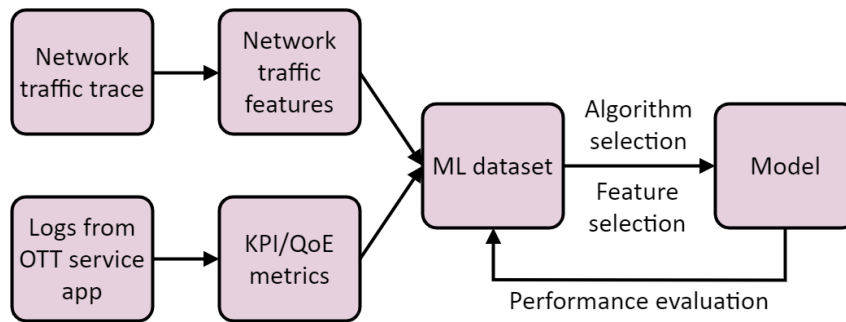 Network
traffic trace
Network
traffic
features
Logs from
OTT service
app
KPI/QoE
metrics
ML dataset
Algorithm
selection
Feature
selection
Model
Performance evaluation